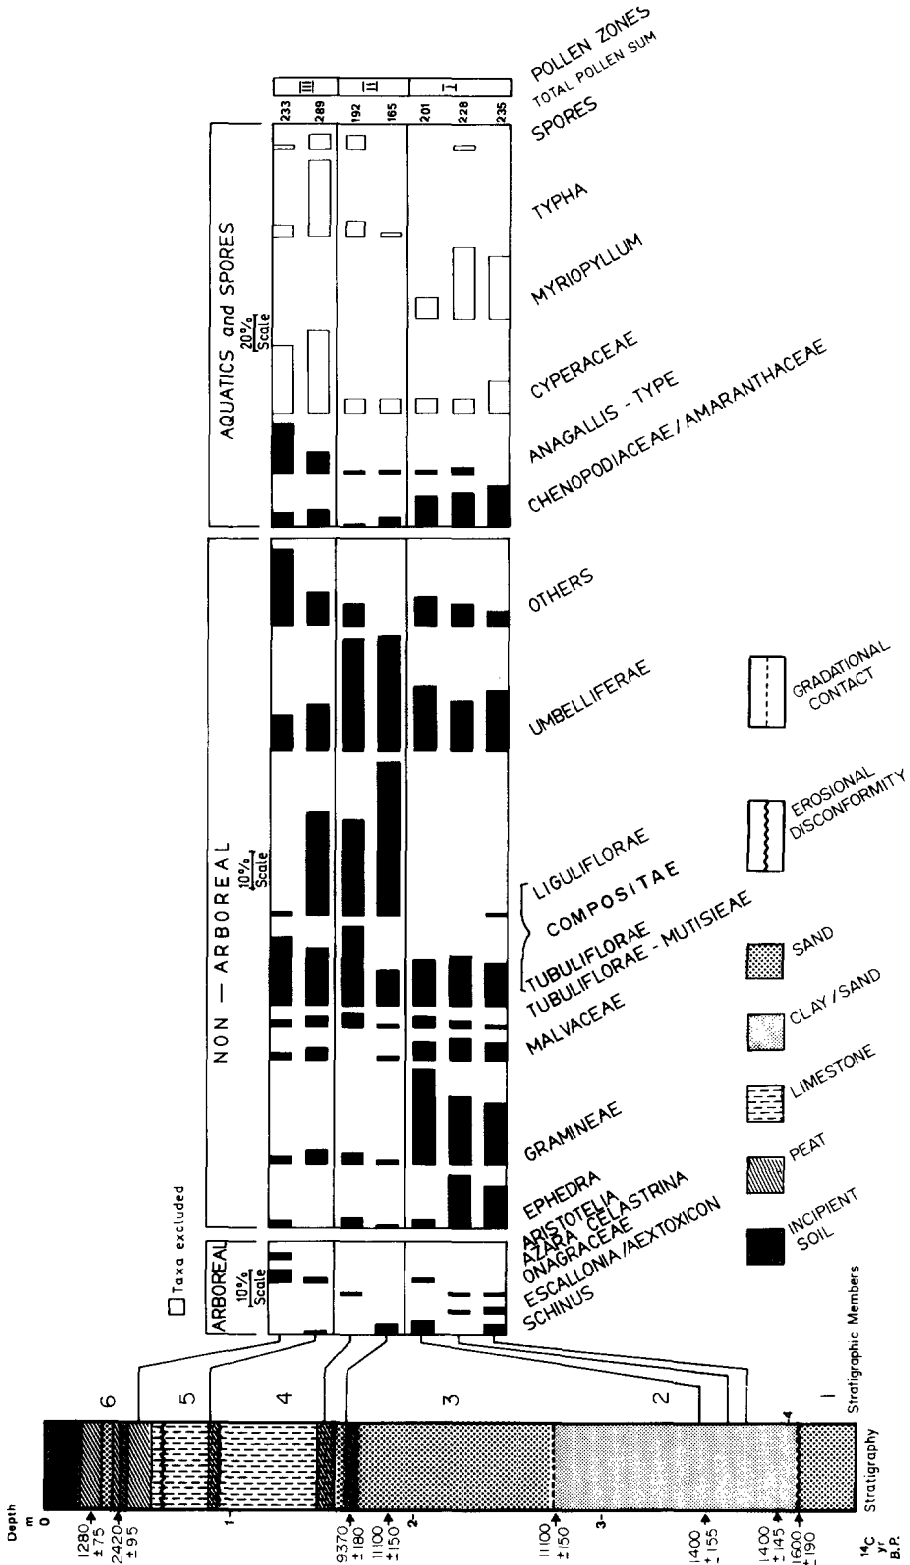 POLLEN ZONES
TOTAL POLLEN SUM
SPORES
TYPHA
MYRIOPYLLUM
CYPERACEAE
ANAGALLIS - TYPE
CHENOPODIACEAE / AMARANTHACEAE
OTHERS
UMBELLIFERAE
LIGULIFLORAE
COMPOSITAE
TUBULIFLORAE
TUBULIFLORAE - MUTISIEAE
MALVACEAE
GRAMINEAE
EPHEDRA
ARISTOTELIA
AZARA CELASTRINA
ONAGRACEAE
ESCALLONIA/AEXTOXICON
SCHINUS
III
II
I
233
289
192
165
201
228
235
AQUATICS and SPORES
20%
Scale
NON — ARBOREAL
10%
Scale
ARBOREAL
10%
Scale
Taxa excluded
GRADATIONAL CONTACT
EROSIONAL DISCONFORMITY
SAND
CLAY / SAND
LIMESTONE
PEAT
INCIPIENT SOIL
Stratigraphic Members
6
5
4
3
2
1
4
Stratigraphy
Depth
m
0
1
2
3
1280
± 75
2420
± 95
9370
± 180
11100
± 150
11100
± 150
1400
± 155
1400
± 145
1600
± 190
14C
yr
B.P.